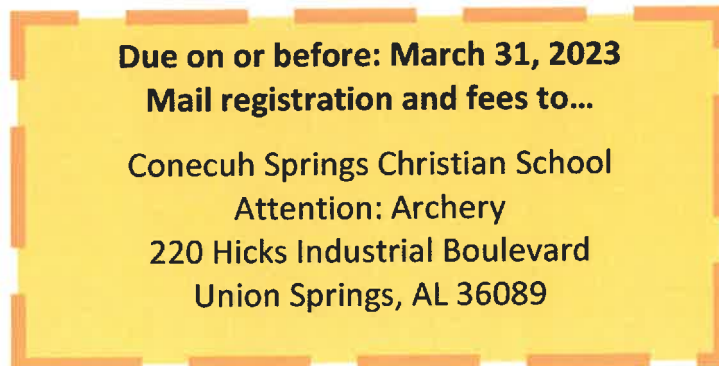 Due on or before: March 31, 2023
Mail registration and fees to...
Conecuh Springs Christian School
Attention: Archery
220 Hicks Industrial Boulevard
Union Springs, AL 36089